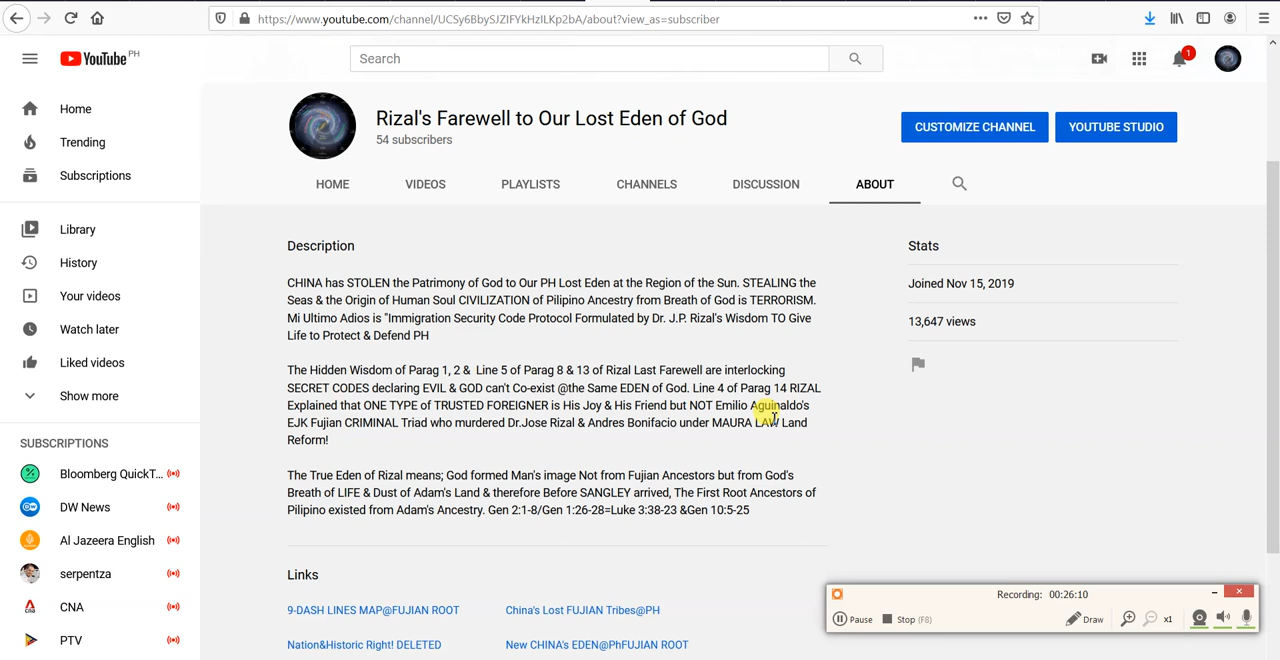 https://www.youtube.com/channel/UCSy6BbySJZIFYkHzILKp2bA/about?view_as=subscriber
YouTube PH
Search
1
Home
Trending
Subscriptions
Library
History
Your videos
Watch later
Liked videos
Show more
SUBSCRIPTIONS
Bloomberg QuickT...
DW News
Al Jazeera English
serpentza
CNA
PTV
Rizal's Farewell to Our Lost Eden of God
54 subscribers
CUSTOMIZE CHANNEL
YOUTUBE STUDIO
HOME VIDEOS PLAYLISTS CHANNELS DISCUSSION ABOUT
Description
CHINA has STOLEN the Patrimony of God to Our PH Lost Eden at the Region of the Sun. STEALING the
Seas & the Origin of Human Soul CIVILIZATION of Pilipino Ancestry from Breath of God is TERRORISM.
Mi Ultimo Adios is "Immigration Security Code Protocol Formulated by Dr. J.P. Rizal's Wisdom TO Give
Life to Protect & Defend PH
The Hidden Wisdom of Parag 1, 2 & Line 5 of Parag 8 & 13 of Rizal Last Farewell are interlocking
SECRET CODES declaring EVIL & GOD can't Co-exist @the Same EDEN of God. Line 4 of Parag 14 RIZAL
Explained that ONE TYPE of TRUSTED FOREIGNER is His Joy & His Friend but NOT Emilio Aguinaldo's
EJK Fujian CRIMINAL Triad who murdered Dr.Jose Rizal & Andres Bonifacio under MAURA LAW Land
Reform!
The True Eden of Rizal means; God formed Man's image Not from Fujian Ancestors but from God's
Breath of LIFE & Dust of Adam's Land & therefore Before SANGLEY arrived, The First Root Ancestors of
Pilipino existed from Adam's Ancestry. Gen 2:1-8/Gen 1:26-28=Luke 3:38-23 &Gen 10:5-25
Links
9-DASH LINES MAP@FUJIAN ROOT
China's Lost FUJIAN Tribes@PH
Nation&Historic Right! DELETED
New CHINA's EDEN@PhFUJIAN ROOT
Stats
Joined Nov 15, 2019
13,647 views
Recording: 00:26:10
Pause Stop (F8) Draw x1